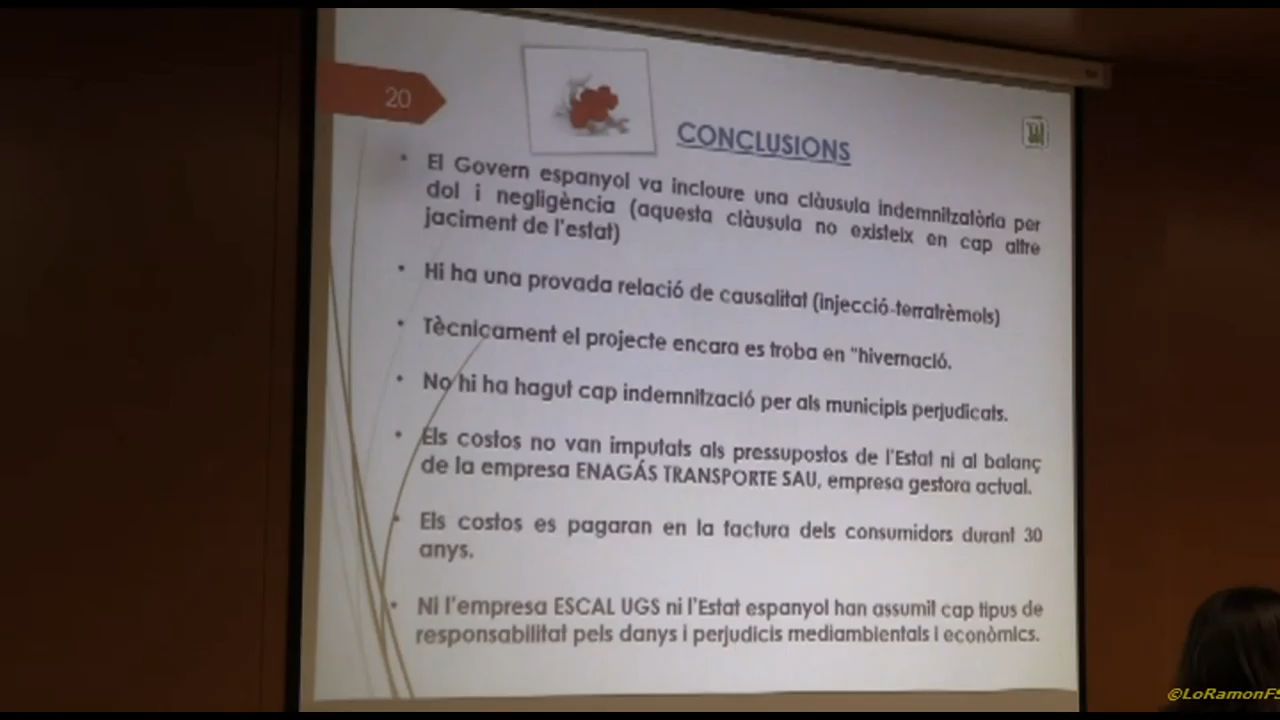 20
CONCLUSIONS
• El Govern espanyol va incloure una clàusula indemnitzatòria per
dol i negligència (aquesta clàusula no existeix en cap altre
jaciment de l'estat)
• Hi ha una provada relació de causalitat (injecció-terratrèmols)
• Tècnicament el projecte encara es troba en "hivernació.
• No hi ha hagut cap indemnització per als municipis perjudicats.
• Els costos no van imputats als pressupostos de l'Estat ni al balanç
de la empresa ENAGÁS TRANSPORTE SAU, empresa gestora actual.
• Els costos es pagaran en la factura dels consumidors durant 30
anys.
• Ni l'empresa ESCAL UGS ni l'Estat espanyol han assumit cap tipus de
responsabilitat pels danys i perjudicis mediambientals i econòmics.
©LoRamonFS